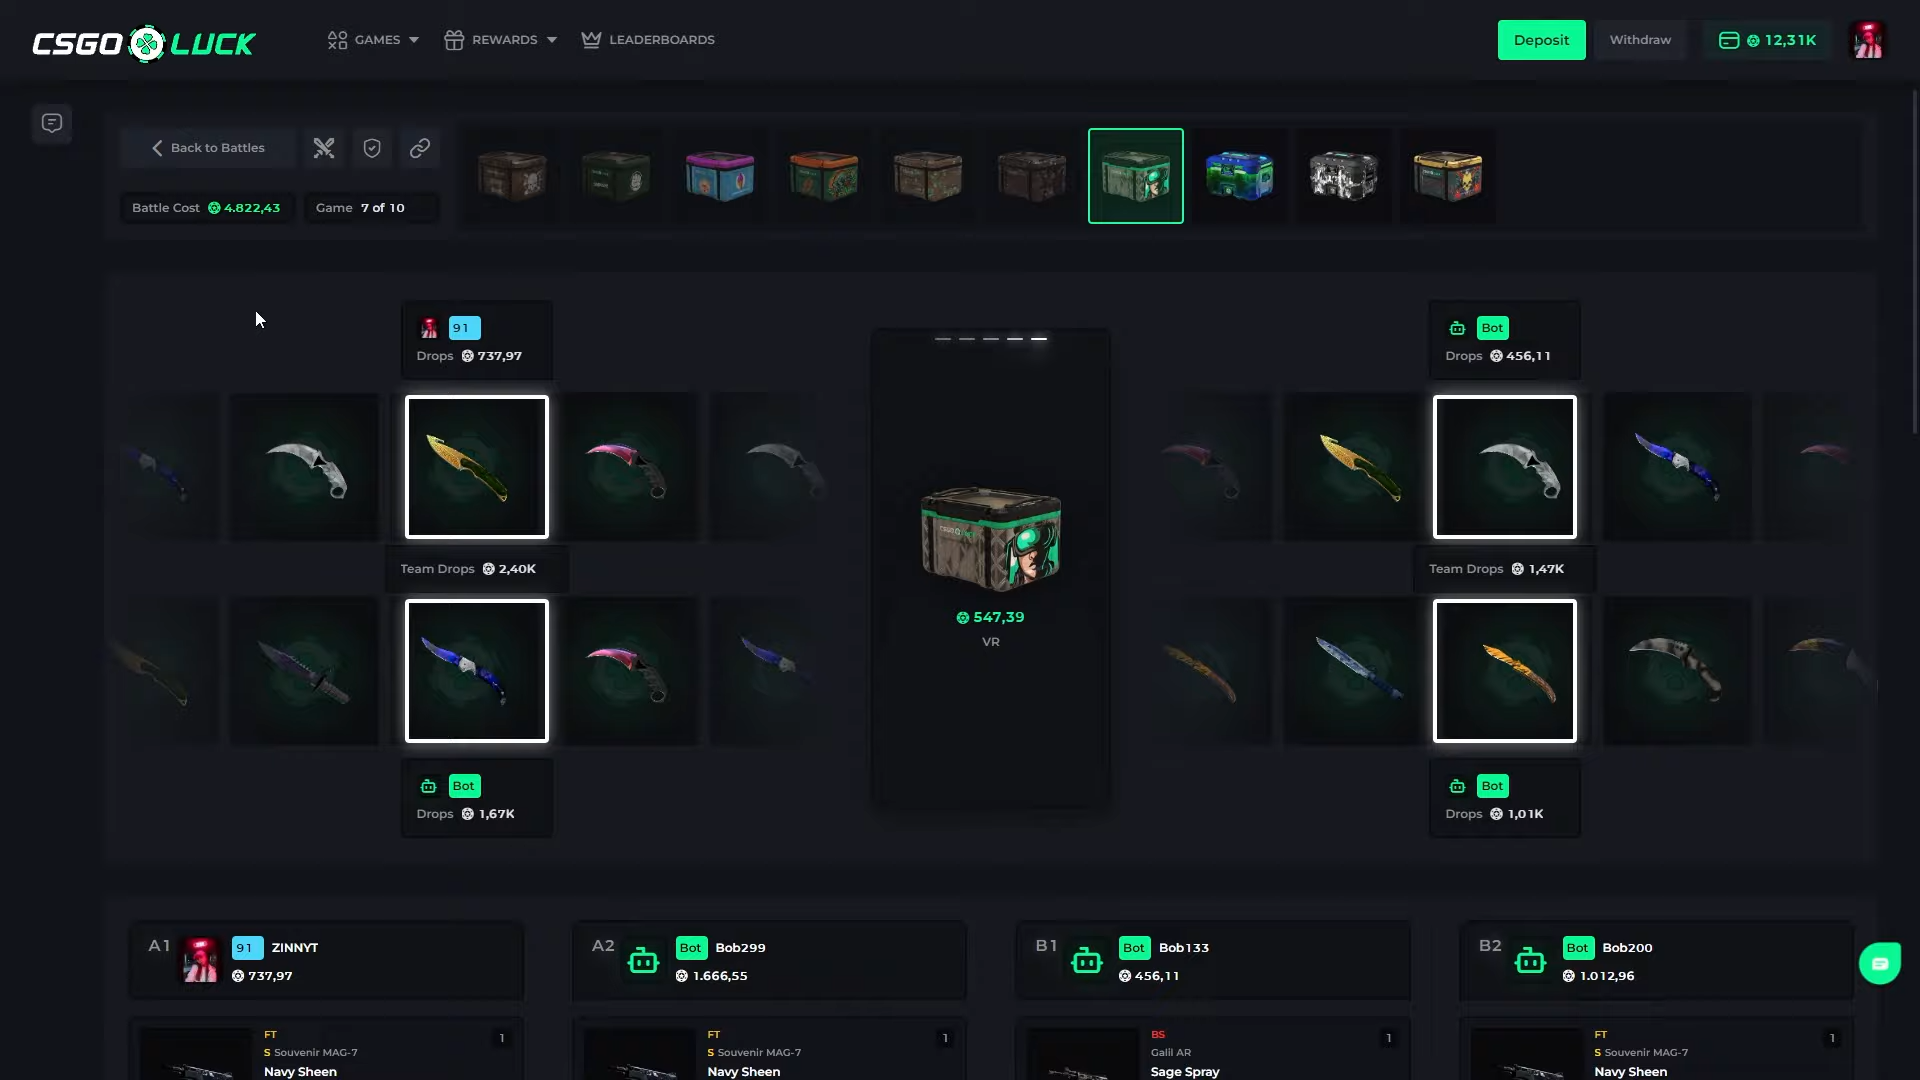 CSGO LUCK
GAMES
REWARDS
LEADERBOARDS
Deposit
Withdraw
12,31K
Back to Battles
Battle Cost 4.822,43
Game 7 of 10
91
Drops 737,97
Bot
Drops 456,11
Team Drops 2,40K
Team Drops 1,47K
547,39
VR
Bot
Drops 1,67K
Bot
Drops 1,01K
A1 91 ZINNYT
737,97
A2 Bot Bob299
1.666,55
B1 Bot Bob133
456,11
B2 Bot Bob200
1.012,96
FT 1
S Souvenir MAG-7
Navy Sheen
FT 1
S Souvenir MAG-7
Navy Sheen
BS 1
Galil AR
Sage Spray
FT 1
S Souvenir MAG-7
Navy Sheen